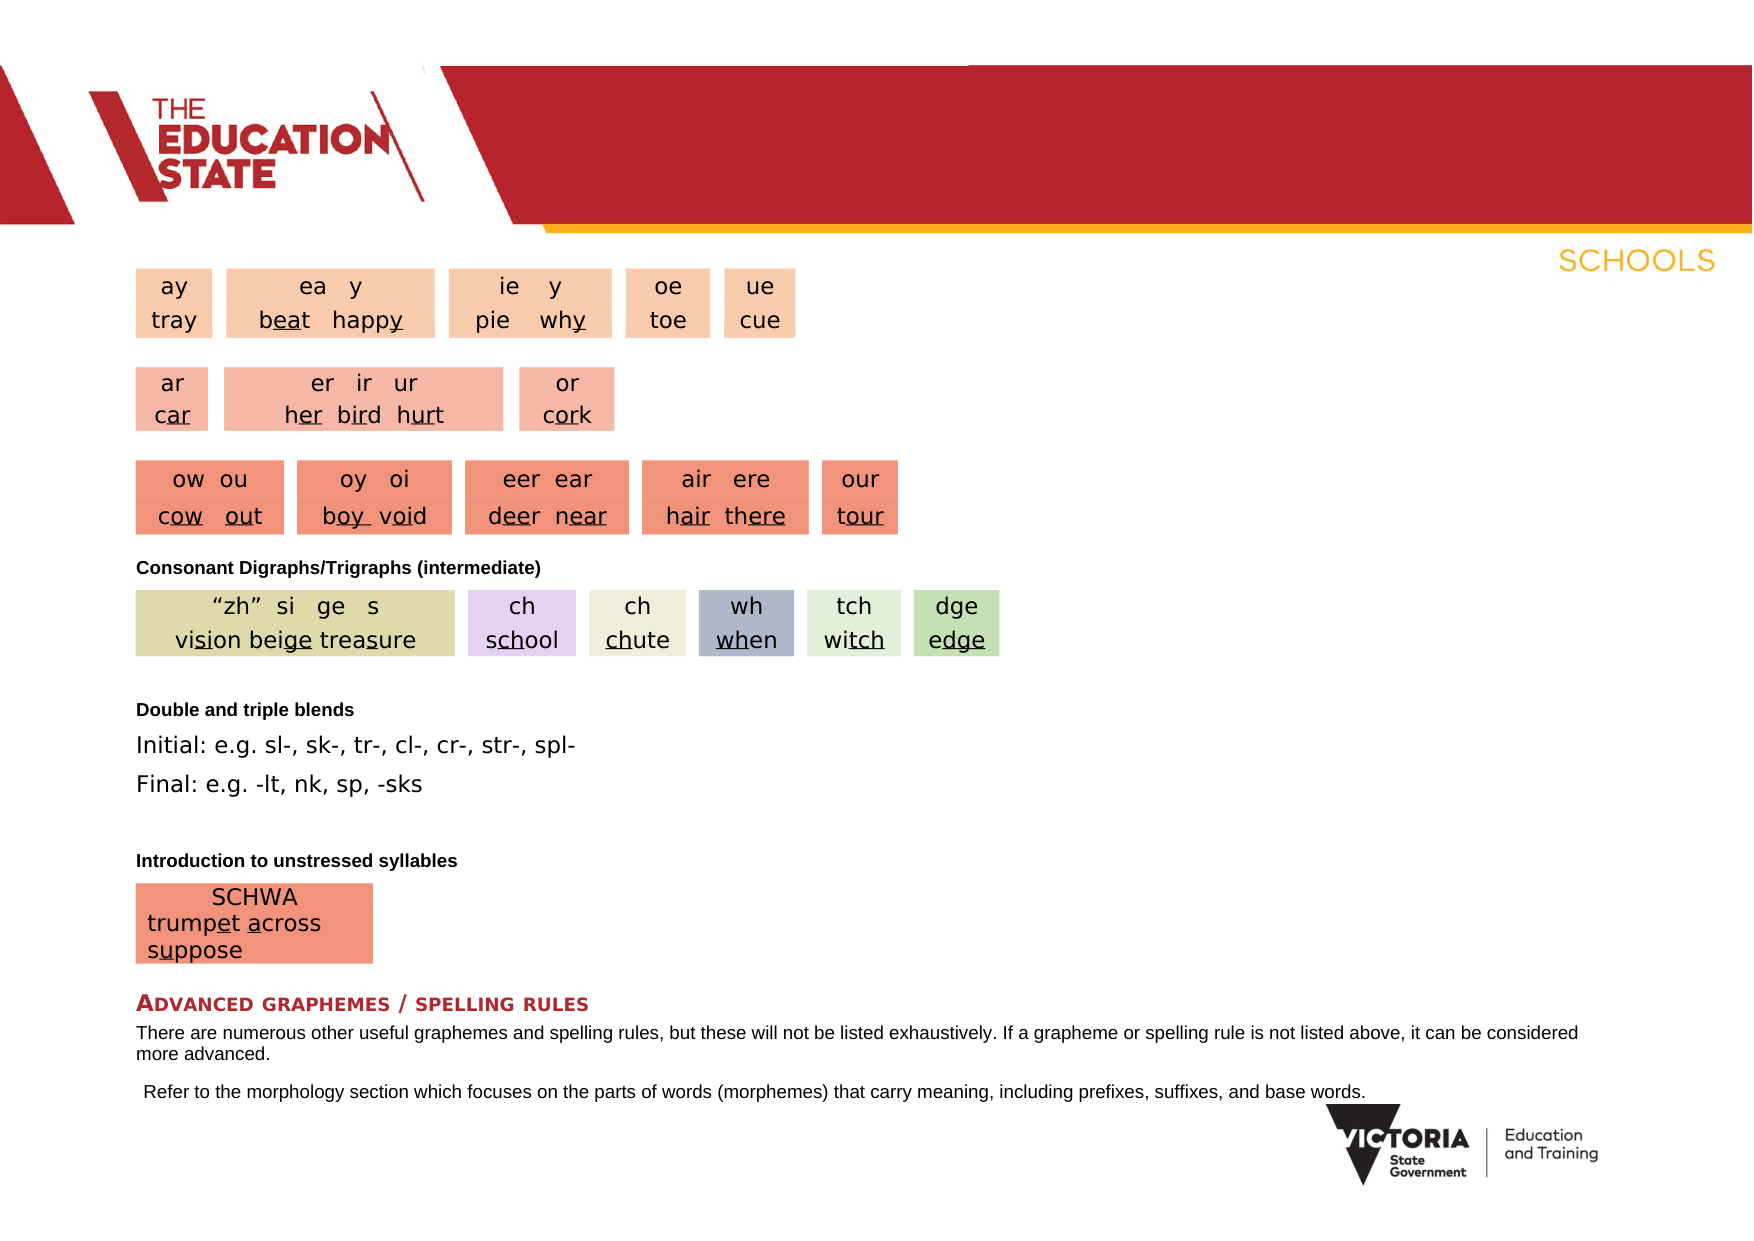 THE
EDUCATION
STATE
SCHOOLS
ay ea y ie y oe ue
tray beat happy pie why toe cue
ar er ir ur or
car her bird hurt cork
ow ou oy oi eer ear air ere our
cow out boy void deer near hair there tour
Consonant Digraphs/Trigraphs (intermediate)
“zh” si ge s ch ch wh tch dge
vision beige treasure school chute when witch edge
Double and triple blends
Initial: e.g. sl-, sk-, tr-, cl-, cr-, str-, spl-
Final: e.g. -lt, nk, sp, -sks
Introduction to unstressed syllables
SCHWA
trumpet across
suppose
ADVANCED GRAPHEMES / SPELLING RULES
There are numerous other useful graphemes and spelling rules, but these will not be listed exhaustively. If a grapheme or spelling rule is not listed above, it can be considered
more advanced.
Refer to the morphology section which focuses on the parts of words (morphemes) that carry meaning, including prefixes, suffixes, and base words.
VICTORIA
State
Government
Education
and Training